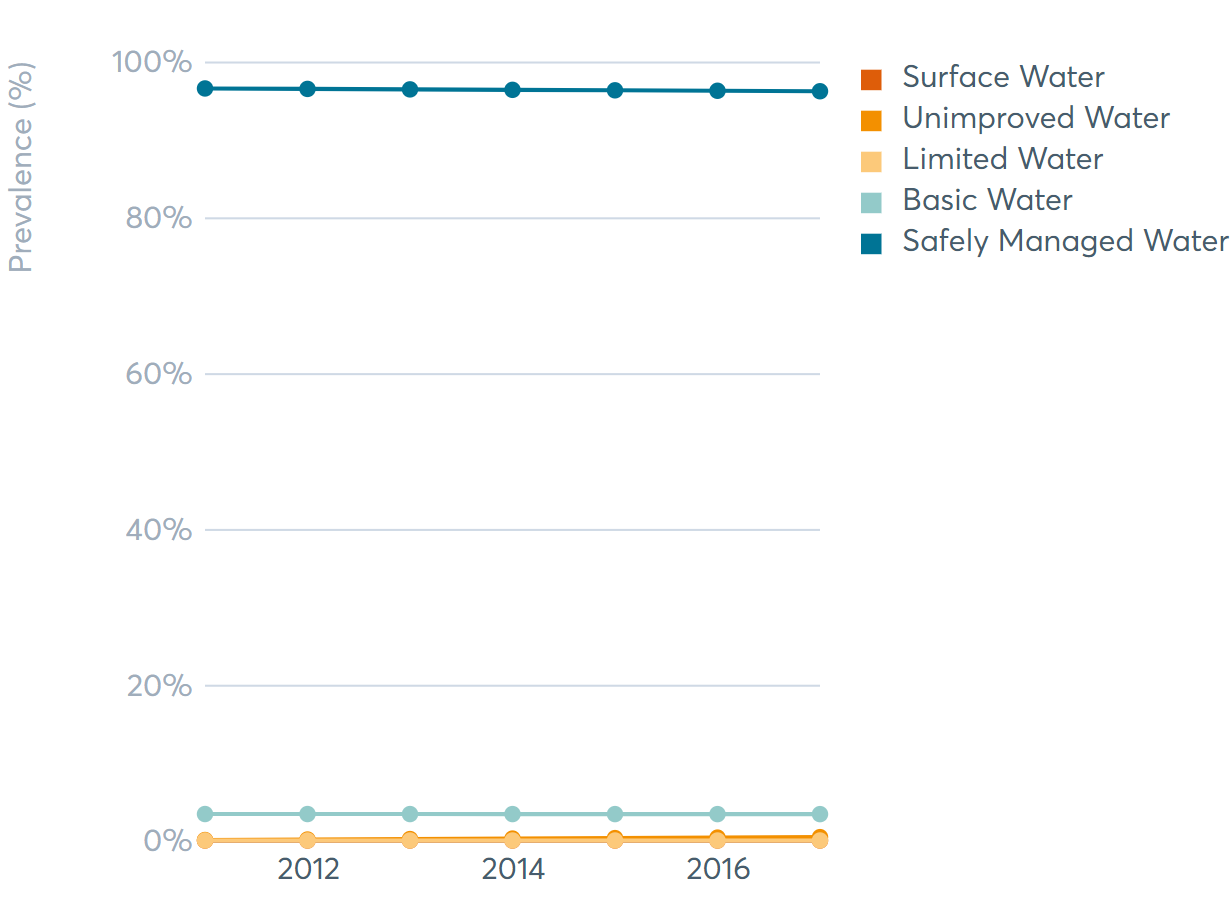 Prevalence (%)
100%
80%
60%
40%
20%
0%
2012
2014
2016
Surface Water
Unimproved Water
Limited Water
Basic Water
Safely Managed Water